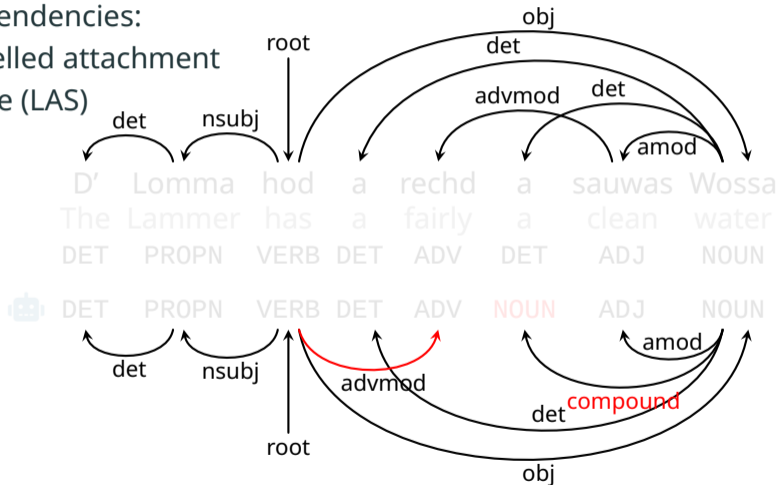 endencies:
elled attachment
e (LAS)
obj
root det
advmod det
det nsubj
amod
D’ Lomma hod a rechd a sauwas Wossa
The Lammer has a fairly a clean water
DET PROPN VERB DET ADV DET ADJ NOUN
DET PROPN VERB DET ADV NOUN ADJ NOUN
amod
det nsubj advmod
compound
det
root
obj